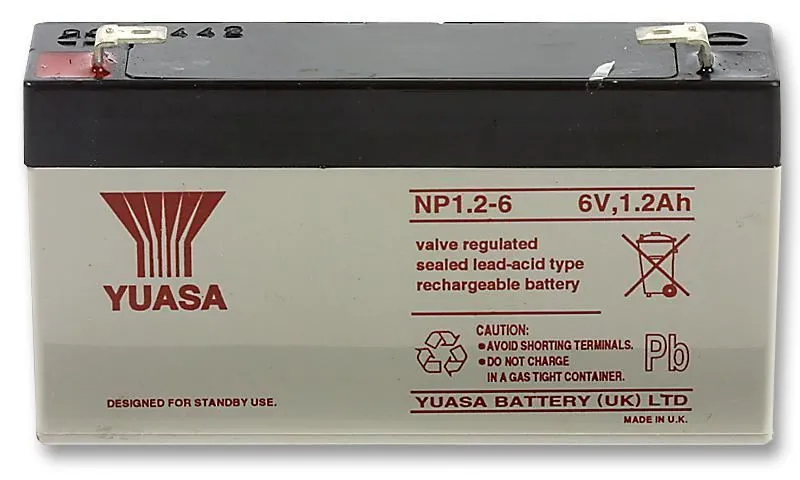 448
YUASA
DESIGNED FOR STANDBY USE.
NP1.2-6 6V,1.2Ah
valve regulated
sealed lead-acid type
rechargeable battery
CAUTION:
•AVOID SHORTING TERMINALS.
•DO NOT CHARGE
IN A GAS TIGHT CONTAINER.
Pb
YUASA BATTERY (UK) LTD
MADE IN U.K.